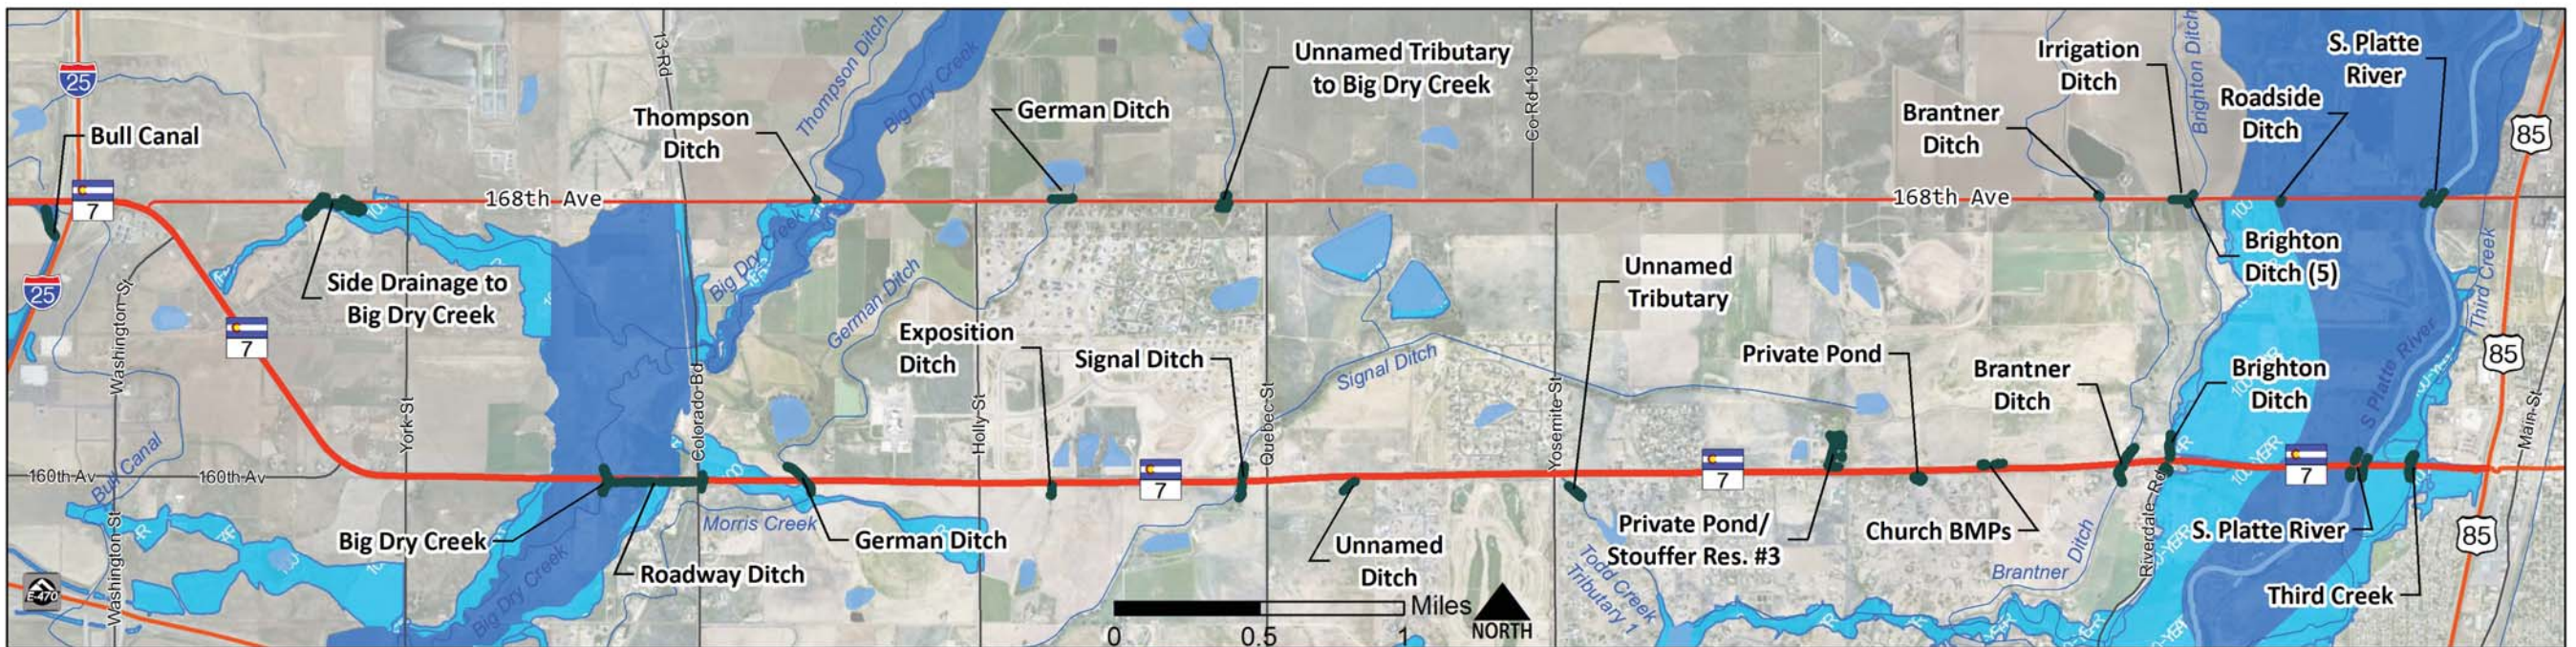 25
Bull Canal
7
25
Side Drainage to
Big Dry Creek
168th Ave
13 Rd
Thompson
Ditch
Thompson Ditch
Big Dry Creek
German Ditch
Unnamed Tributary
to Big Dry Creek
Co Rd 19
168th Ave
Brantner
Ditch
Irrigation
Ditch
Brighton Ditch
Roadside
Ditch
S. Platte
River
85
100
Washington St
7
York St
Big Dry Creek
German Ditch
Exposition
Ditch
Signal Ditch
Holly St
Quebec St
Signal Ditch
Unnamed
Tributary
Yosemite St
Private Pond
Brantner
Ditch
Brighton
Ditch (5)
Brighton
Ditch
Third Creek
S Platte River
85
Main St
160th Av
160th Av
Bull Canal
Washington St
Big Dry Creek
Colorado Bd
100
Morris Creek
7
7
7
E-470
Big Dry Creek
Roadway Ditch
German Ditch
Unnamed
Ditch
Private Pond/
Stouffer Res. #3
Church BMPs
Brantner Ditch
Riverdale Rd
100-YEAR
S. Platte River
Third Creek
85
Todd Creek
Tributary 1
Miles
0
0.5
1
NORTH